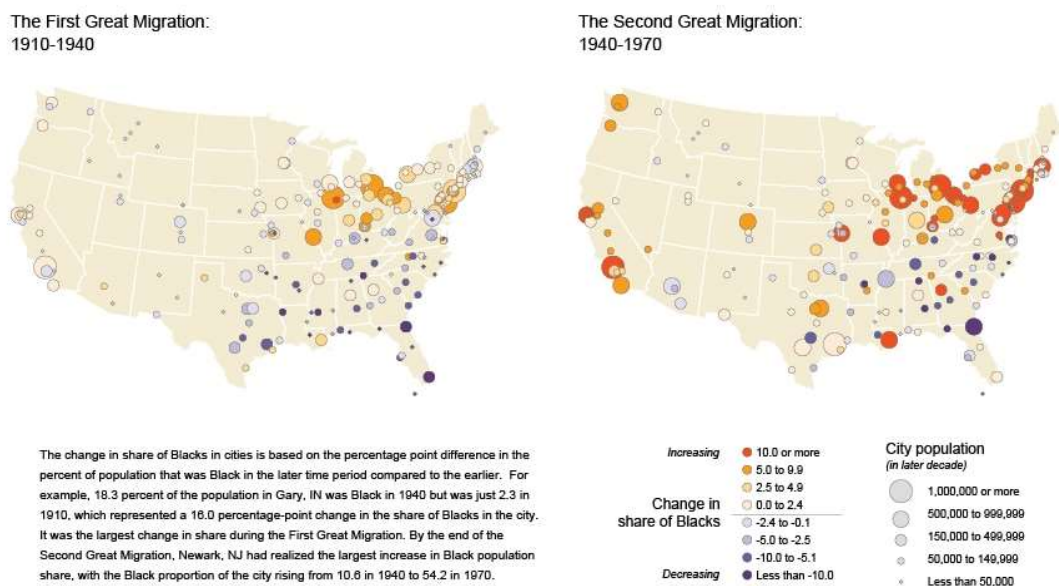 The First Great Migration:
1910-1940
The Second Great Migration:
1940-1970
The change in share of Blacks in cities is based on the percentage point difference in the
percent of population that was Black in the later time period compared to the earlier. For
example, 18.3 percent of the population in Gary, IN was Black in 1940 but was just 2.3 in
1910, which represented a 16.0 percentage-point change in the share of Blacks in the city.
It was the largest change in share during the First Great Migration. By the end of the
Second Great Migration, Newark, NJ had realized the largest increase in Black population
share, with the Black proportion of the city rising from 10.6 in 1940 to 54.2 in 1970.
Increasing
Change in
share of Blacks
Decreasing
10.0 or more
5.0 to 9.9
2.5 to 4.9
0.0 to 2.4
-2.4 to -0.1
-5.0 to -2.5
-10.0 to -5.1
Less than -10.0
City population
(in later decade)
1,000,000 or more
500,000 to 999,999
150,000 to 499,999
50,000 to 149,999
Less than 50,000